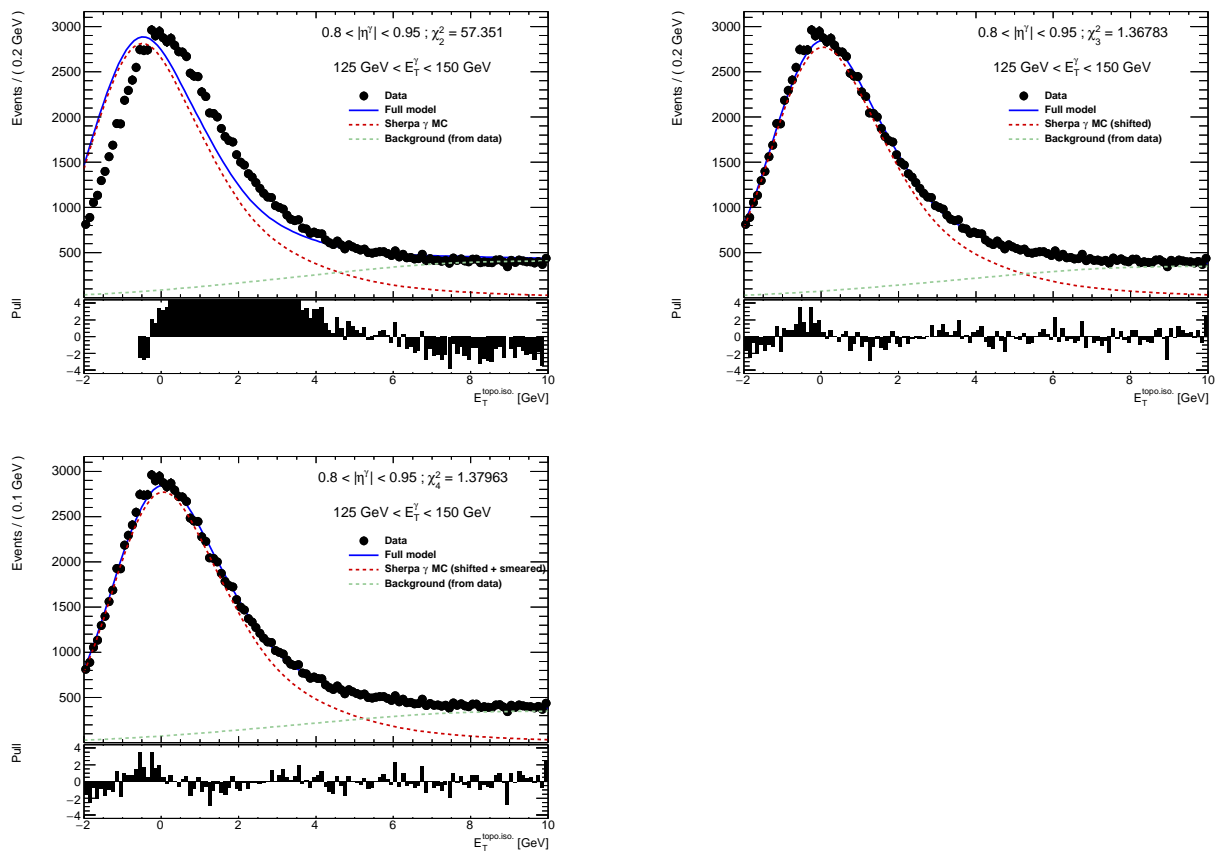 Events / ( 0.2 GeV )
3000
2500
2000
1500
1000
500
0.8 < |η^γ| < 0.95 ; χ²₂ = 57.351
125 GeV < E_T^γ < 150 GeV
Data
Full model
Sherpa γ MC
Background (from data)
Pull
4
2
0
−2
−4
−2 0 2 4 6 8 10
E_T^topo.iso. [GeV]
Events / ( 0.2 GeV )
3000
2500
2000
1500
1000
500
0.8 < |η^γ| < 0.95 ; χ²₃ = 1.36783
125 GeV < E_T^γ < 150 GeV
Data
Full model
Sherpa γ MC (shifted)
Background (from data)
Pull
4
2
0
−2
−4
−2 0 2 4 6 8 10
E_T^topo.iso. [GeV]
Events / ( 0.1 GeV )
3000
2500
2000
1500
1000
500
0.8 < |η^γ| < 0.95 ; χ²₄ = 1.37963
125 GeV < E_T^γ < 150 GeV
Data
Full model
Sherpa γ MC (shifted + smeared)
Background (from data)
Pull
4
2
0
−2
−4
−2 0 2 4 6 8 10
E_T^topo.iso. [GeV]